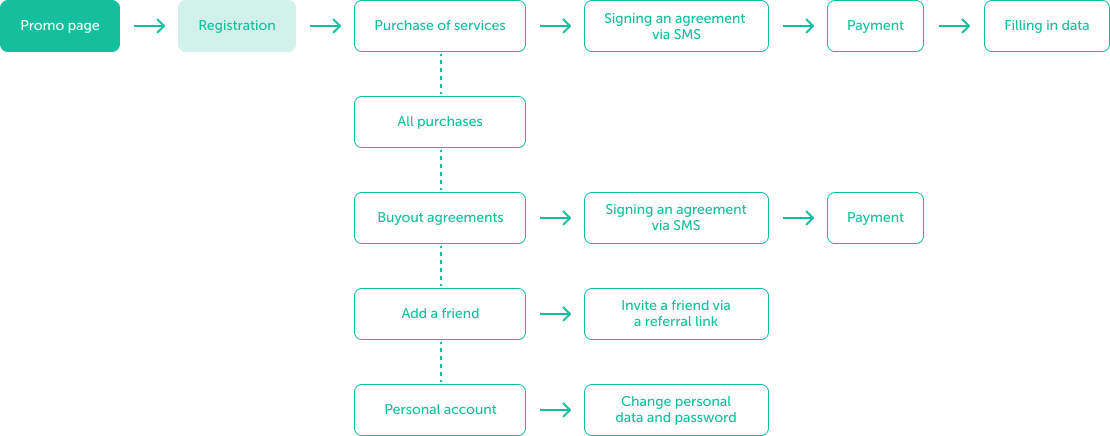 Promo page
Registration
Purchase of services
Signing an agreement
via SMS
Payment
Filling in data
All purchases
Buyout agreements
Signing an agreement
via SMS
Payment
Add a friend
Invite a friend via
a referral link
Personal account
Change personal
data and password